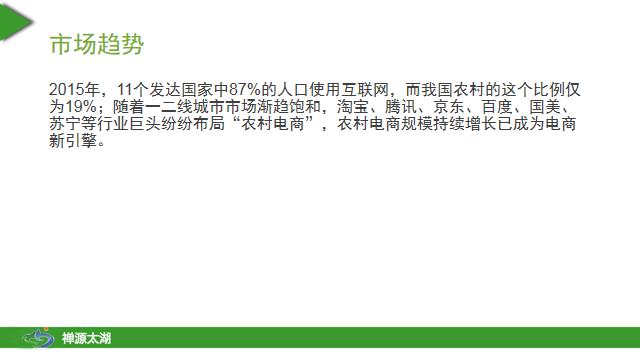 市场趋势
2015年，11个发达国家中87%的人口使用互联网，而我国农村的这个比例仅
为19%；随着一二线城市市场渐趋饱和，淘宝、腾讯、京东、百度、国美、
苏宁等行业巨头纷纷布局“农村电商”，农村电商规模持续增长已成为电商
新引擎。
禅源太湖